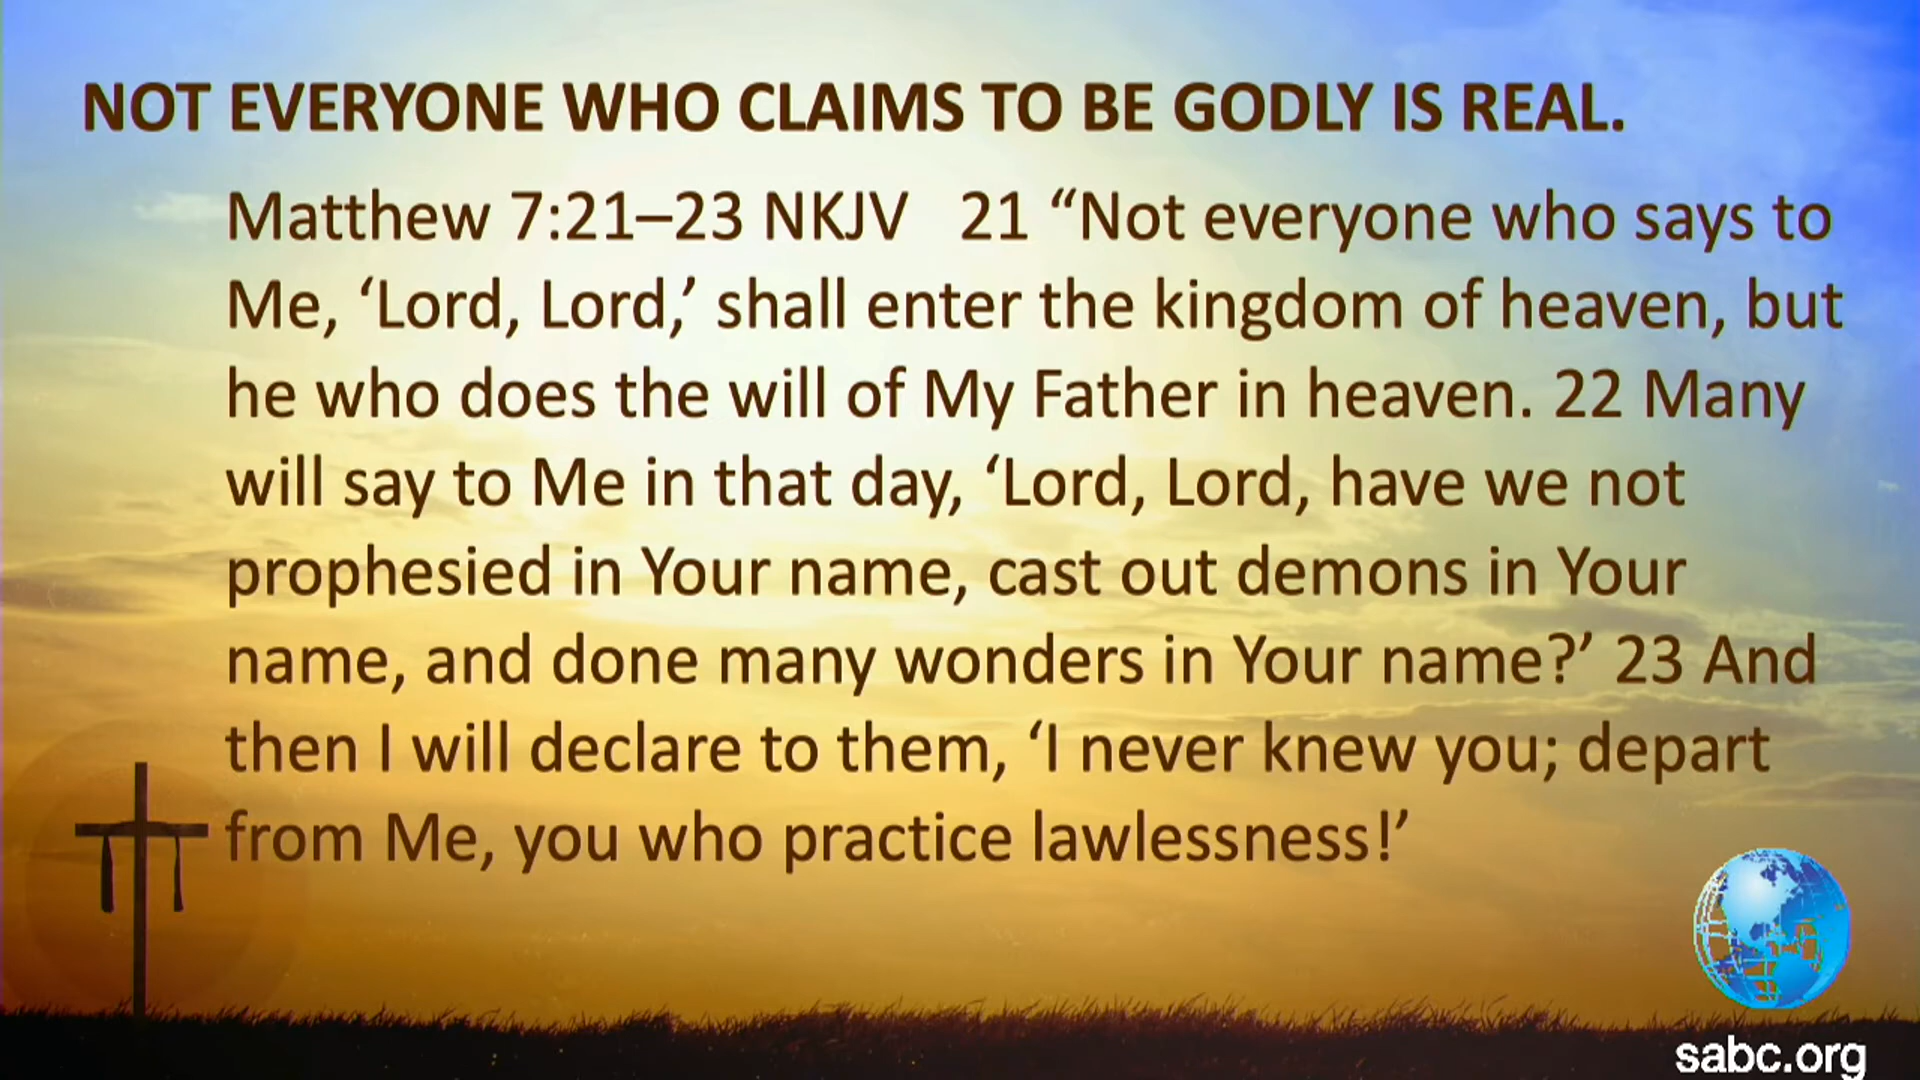 NOT EVERYONE WHO CLAIMS TO BE GODLY IS REAL.
Matthew 7:21–23 NKJV   21 “Not everyone who says to
Me, ‘Lord, Lord,’ shall enter the kingdom of heaven, but
he who does the will of My Father in heaven. 22 Many
will say to Me in that day, ‘Lord, Lord, have we not
prophesied in Your name, cast out demons in Your
name, and done many wonders in Your name?’ 23 And
then I will declare to them, ‘I never knew you; depart
from Me, you who practice lawlessness!’
sabc.org